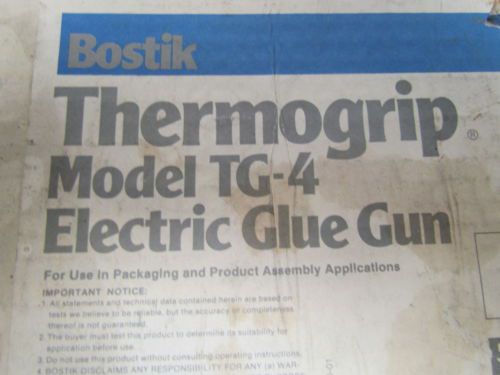 Bostik
Thermogrip®
Model TG-4
Electric Glue Gun
For Use In Packaging and Product Assembly Applications
IMPORTANT NOTICE:
1. All statements and technical data contained herein are based on
tests we believe to be reliable, but the accuracy or completeness
thereof is not guaranteed.
2. The buyer must test this product to determine its suitability for
application before use.
3. Do not use this product without consulting operating instructions.
4. BOSTIK DISCLAIMS ANY RESPONSIBILITY FOR ANY (a) WAR-